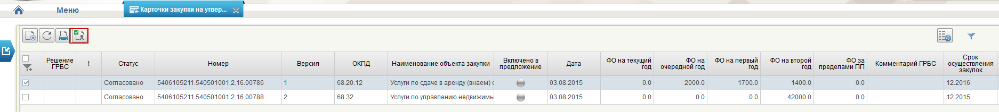 Меню Карточки закупки на утвер...
Решение ГРБС ! Статус Номер Версия ОКПД Наименование объекта закупки Включено в предложение Дата ФО на текущий год ФО на очередной год ФО на первый год ФО на второй год ФО за пределами ПП Комментарий ГРБС Срок осуществления закупок
Согласовано 5406105211.540501001.2.16.00786 1 68.20.12 Услуги по сдаче в аренду (внаем) с 03.08.2015 0.0 2000.0 1700.0 1400.0 0.0 12.2016
Согласовано 5406105211.540501001.2.16.00788 2 68.32 Услуги по управлению недвижимы 03.08.2015 0.0 0.0 0.0 42000.0 0.0 12.2015